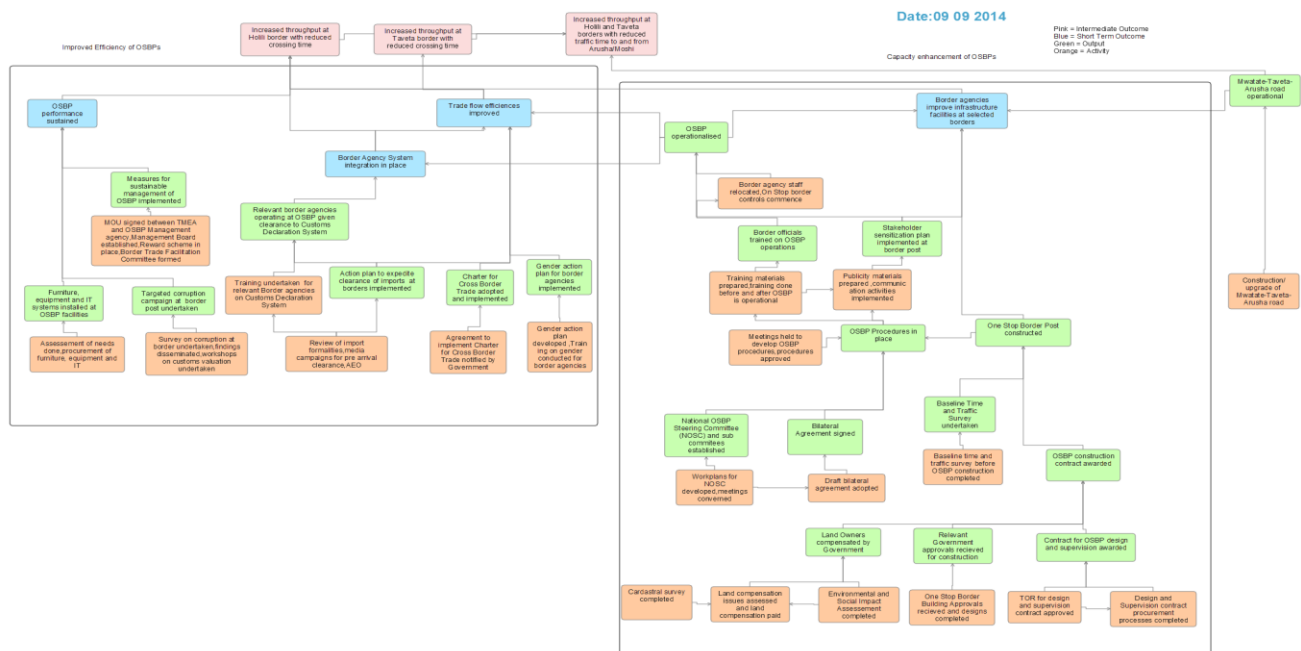 Date:09 09 2014
Increased throughput at
Holili border with reduced
crossing time
Increased throughput at
Taveta border with
reduced crossing time
Increased throughput at
Holili and Taveta
borders with reduced
traffic time to and from
Arusha/Moshi
Pink = Intermediate Outcome
Blue = Short Term Outcome
Green = Output
Orange = Activity
Improved Efficiency of OSBPs
Capacity enhancement of OSBPs
OSBP
performance
sustained
Trade flow efficiences
improved
Border agencies
improve infrastructure
facilities at selected
borders
Mwatate-Taveta-
Arusha road
operational
OSBP
operationalised
Border Agency System
integration in place
Measures for
sustainable
management of
OSBP implemented
Border agency staff
relocated,On Stop border
controls commence
MOU signed between TMEA
and OSBP Management
agency,Management Board
established,Reward scheme in
place,Border Trade Facilitation
Committee formed
Relevant border agencies
operating at OSBP given
clearance to Customs
Declaration System
Border officials
trained on OSBP
operations
Stakeholder
sensitization plan
implemented at
border post
Furniture,
equipment and IT
systems installed at
OSBP facilities
Targeted corruption
campaign at border
post undertaken
Training undertaken for
relevant Border agencies
on Customs Declaration
System
Action plan to expedite
clearance of imports at
borders implemented
Charter for
Cross Border
Trade adopted
and implemented
Gender action
plan for border
agencies
implemented
Training materials
prepared,training done
before and after OSBP
is operational
Publicity materials
prepared ,communic
ation activities
implemented
Construction/
upgrade of
Mwatate-Taveta-
Arusha road
Assessment of needs
done,procurement of
furniture, equipment and
IT
Survey on corruption at
border undertaken,findings
disseminated,workshops
on customs valuation
undertaken
Review of import
formalities,media
campaigns for pre arrival
clearance,AEO
Agreement to
implement Charter
for Cross Border
Trade notified by
Government
Gender action
plan
developed ,Traini
ng on gender
conducted for
border agencies
Meetings held to
develop OSBP
procedures,procedures
approved
OSBP Procedures in
place
One Stop Border Post
constructed
National OSBP
Steering Committee
(NOSC) and sub
commitees
established
Bilateral
Agreement signed
Baseline Time
and Traffic
Survey
undertaken
Workplans for
NOSC
developed,meetings
converned
Draft bilateral
agreement adopted
Baseline time and
traffic survey before
OSBP construction
completed
OSBP construction
contract awarded
Land Owners
compensated by
Government
Relevant
Government
approvals recieved
for construction
Contract for OSBP design
and supervision awarded
Cardastral survey
completed
Land compensation
issues assessed
and land
compensation paid
Environmental and
Social Impact
Assessement
completed
One Stop Border
Building Approvals
recieved and designs
completed
TOR for design
and supervision
contract approved
Design and
Supervision contract
procurement
processes completed